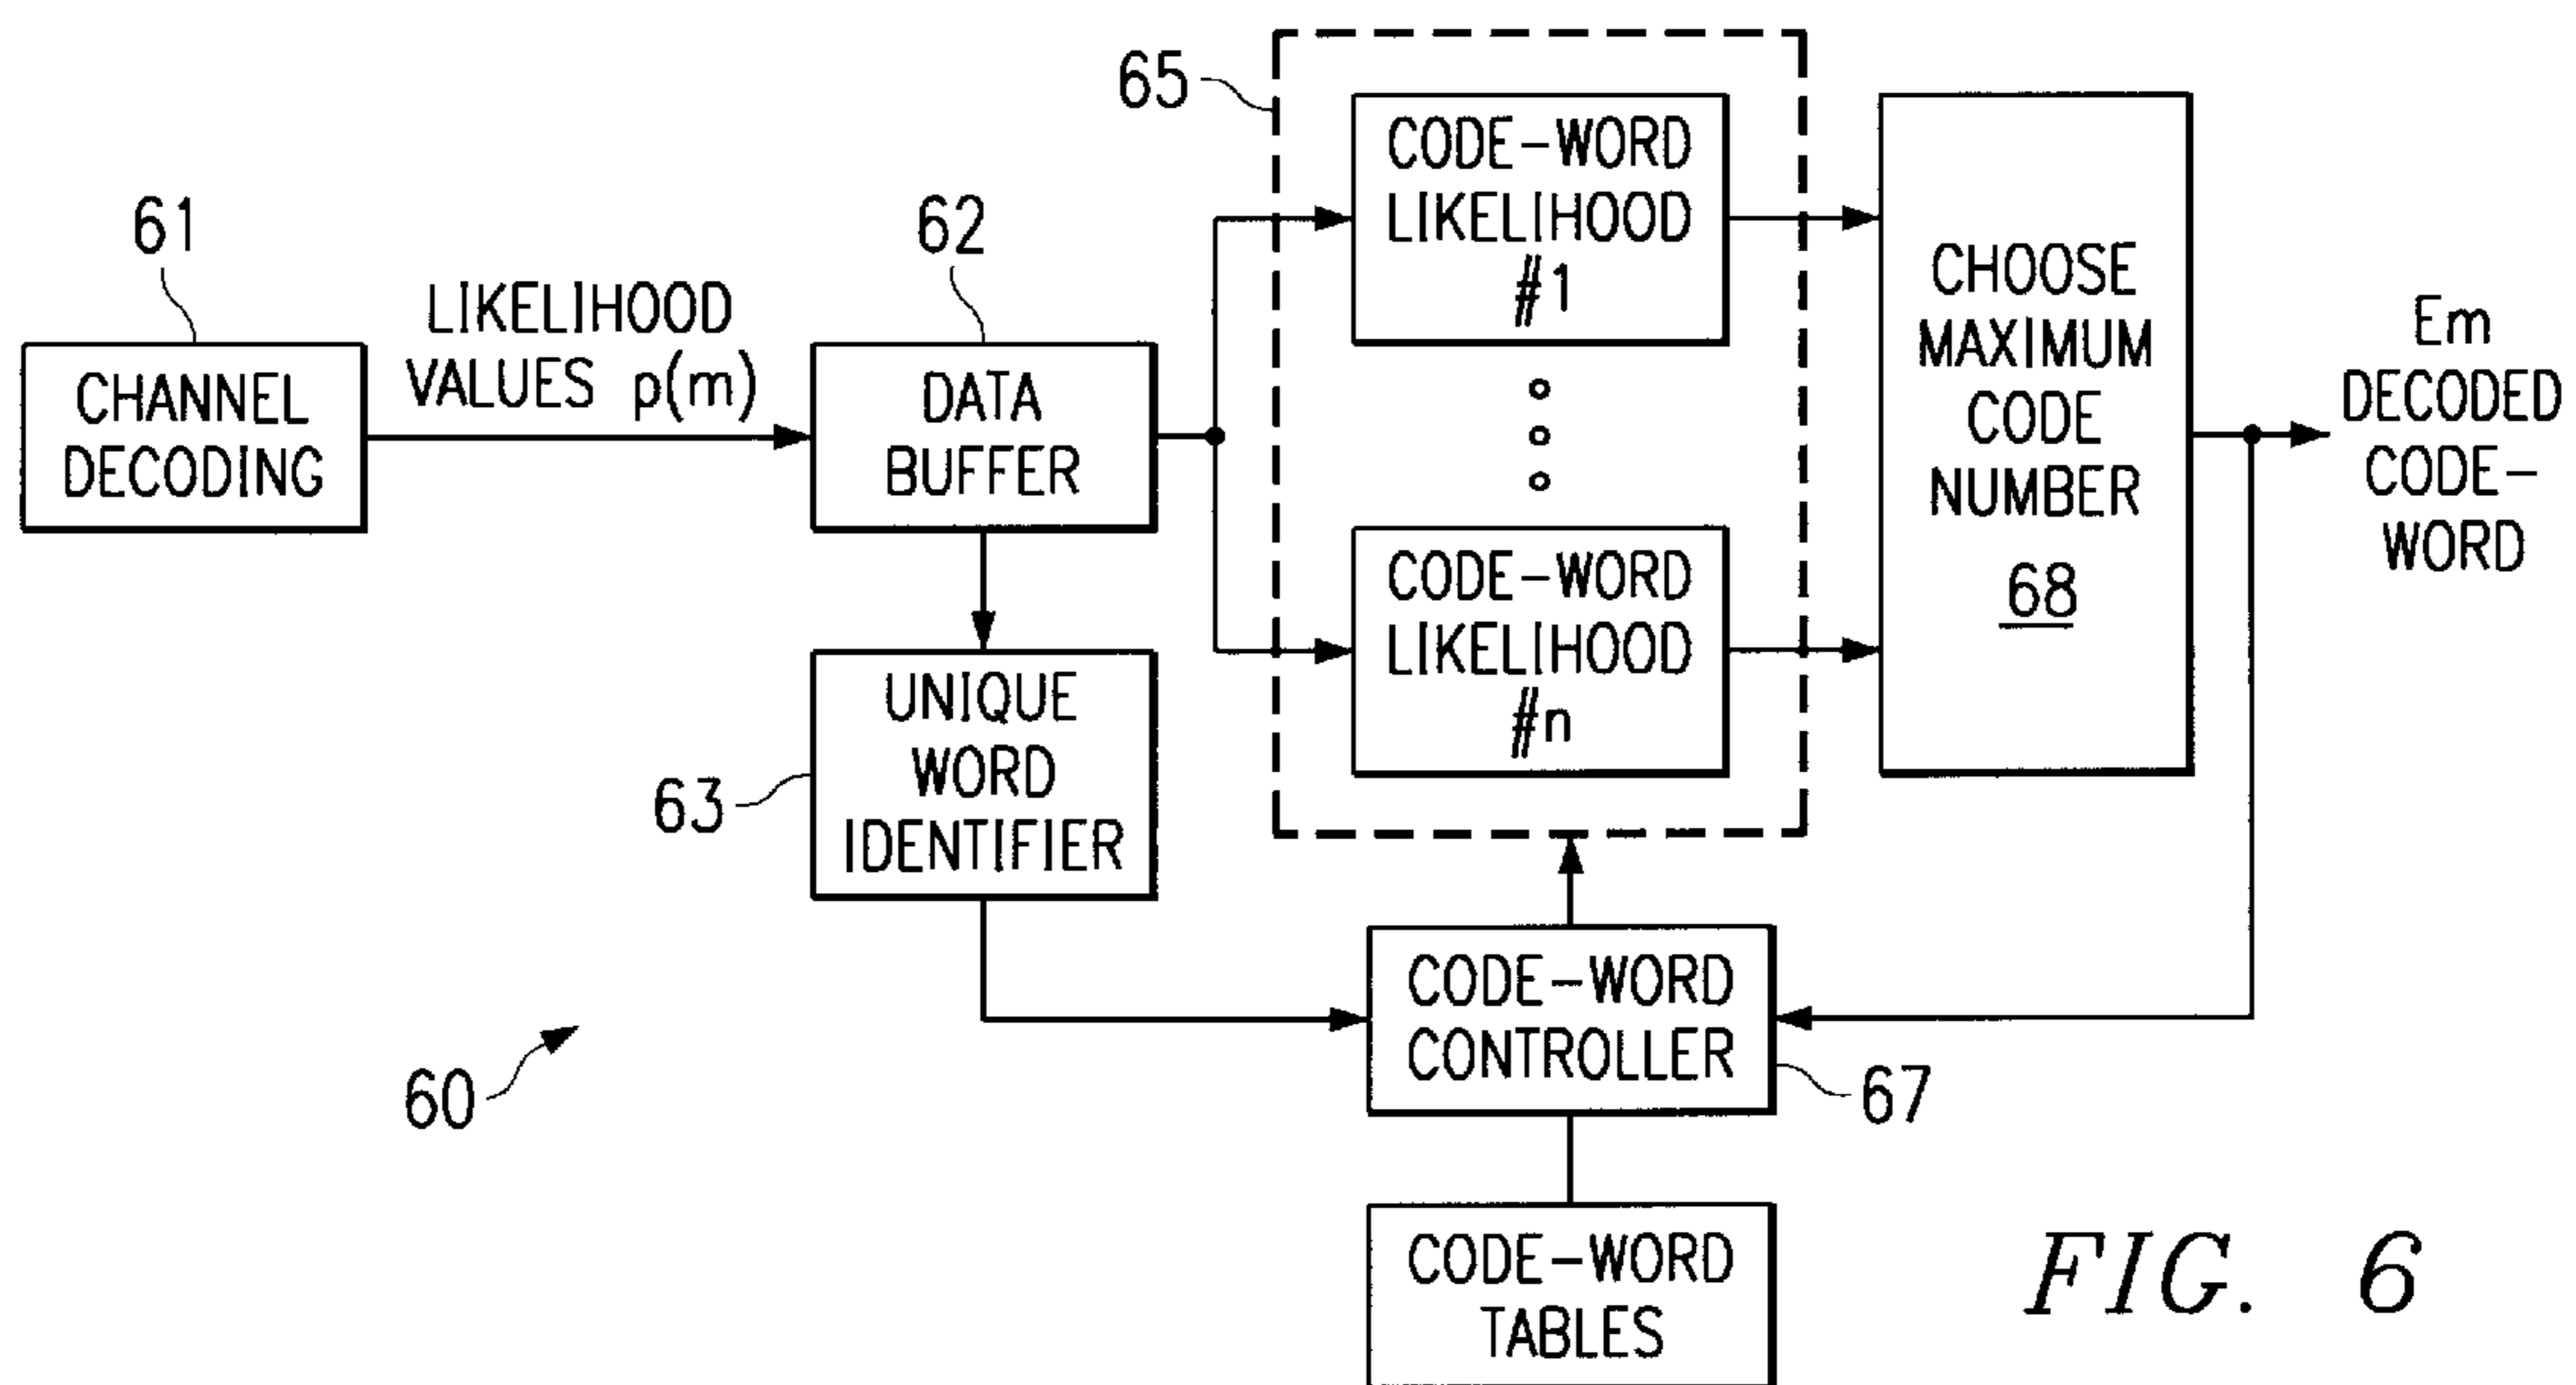 61
CHANNEL
DECODING
LIKELIHOOD
VALUES p(m)
62
DATA
BUFFER
63
UNIQUE
WORD
IDENTIFIER
65
CODE-WORD
LIKELIHOOD
#1
CODE-WORD
LIKELIHOOD
#n
CHOOSE
MAXIMUM
CODE
NUMBER
68
Em
DECODED
CODE-
WORD
CODE-WORD
CONTROLLER
67
CODE-WORD
TABLES
60
FIG. 6